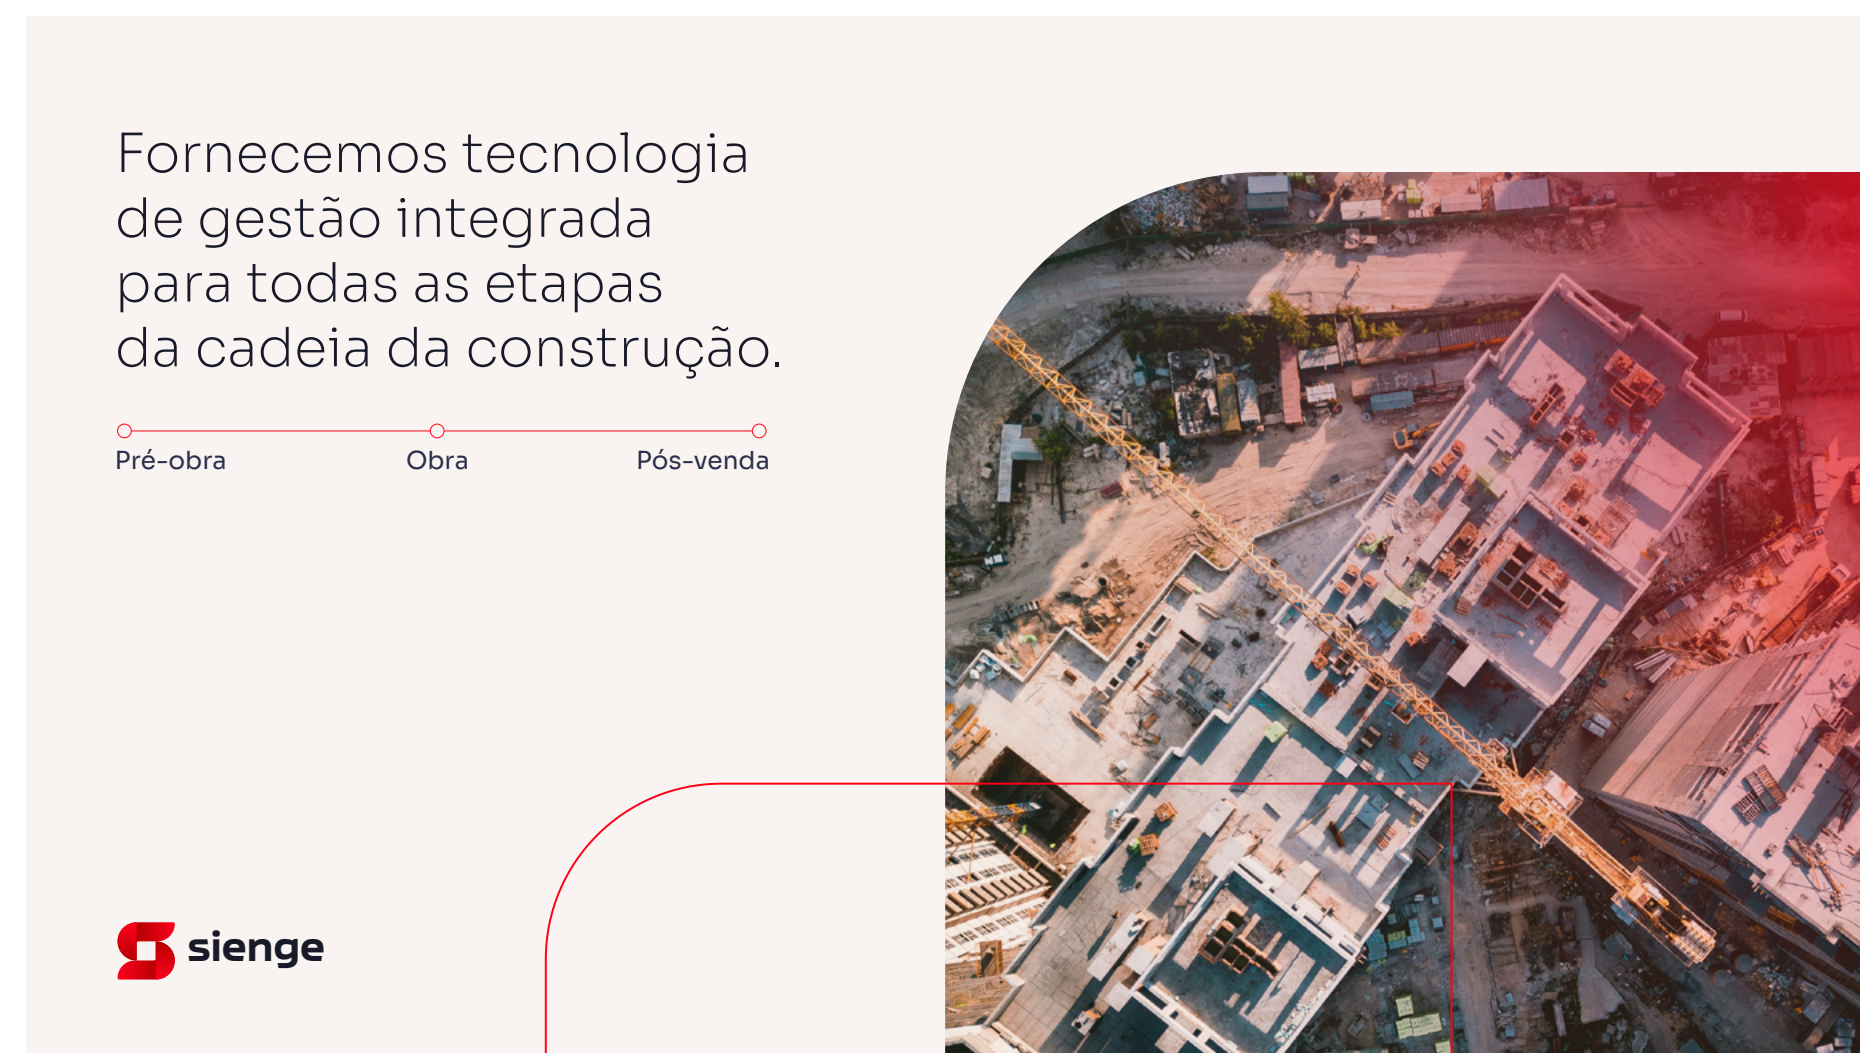 Fornecemos tecnologia
de gestão integrada
para todas as etapas
da cadeia da construção.
Pré-obra
Obra
Pós-venda
sienge